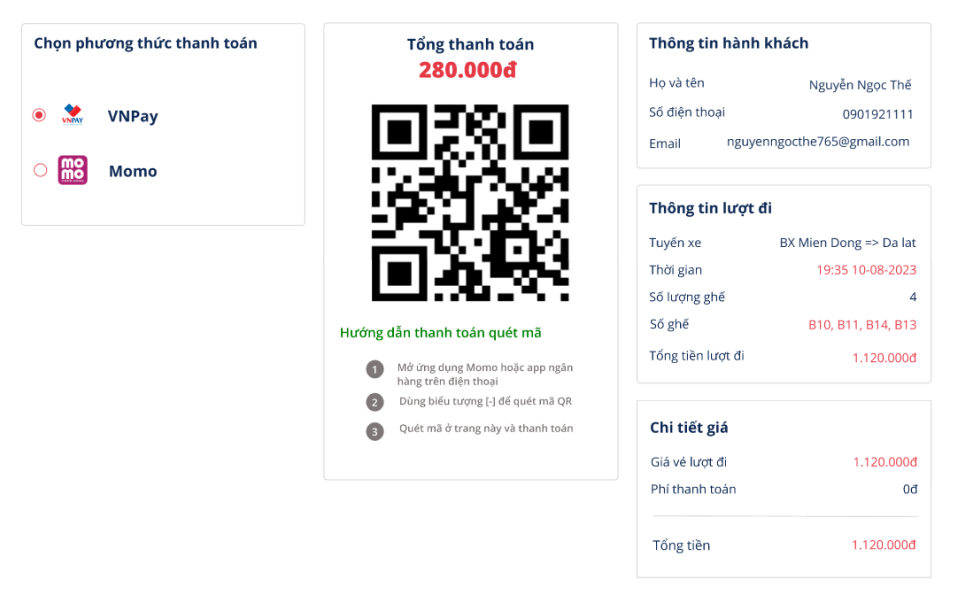 Chọn phương thức thanh toán
VNPAY
VNPay
mo
mo
Momo
Tổng thanh toán
280.000đ
Hướng dẫn thanh toán quét mã
1 Mở ứng dụng Momo hoặc app ngân
hàng trên điện thoại
2 Dùng biểu tượng [-] để quét mã QR
3 Quét mã ở trang này và thanh toán
Thông tin hành khách
Họ và tên Nguyễn Ngọc Thế
Số điện thoại 0901921111
Email nguyenngocthe765@gmail.com
Thông tin lượt đi
Tuyến xe BX Mien Dong => Da lat
Thời gian 19:35 10-08-2023
Số lượng ghế 4
Số ghế B10, B11, B14, B13
Tổng tiền lượt đi 1.120.000đ
Chi tiết giá
Giá vé lượt đi 1.120.000đ
Phí thanh toán 0đ
Tổng tiền 1.120.000đ